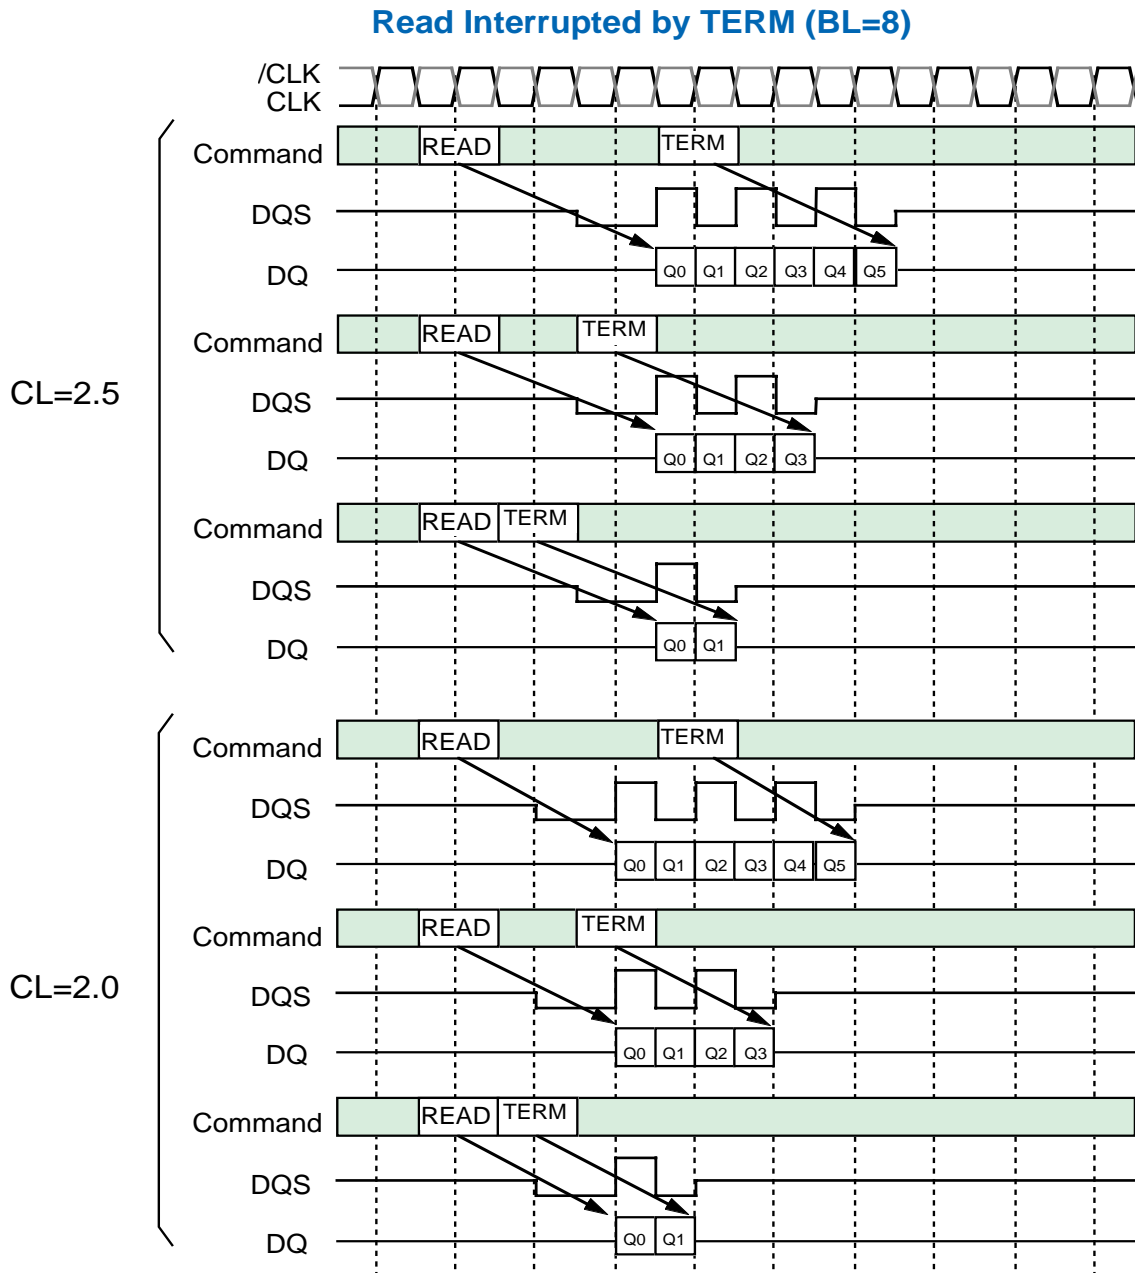 Read Interrupted by TERM (BL=8)
/CLK
CLK
Command READ TERM
DQS
DQ Q0 Q1 Q2 Q3 Q4 Q5
Command READ TERM
CL=2.5
DQS
DQ Q0 Q1 Q2 Q3
Command READ TERM
DQS
DQ Q0 Q1
Command READ TERM
DQS
DQ Q0 Q1 Q2 Q3 Q4 Q5
Command READ TERM
CL=2.0
DQS
DQ Q0 Q1 Q2 Q3
Command READ TERM
DQS
DQ Q0 Q1